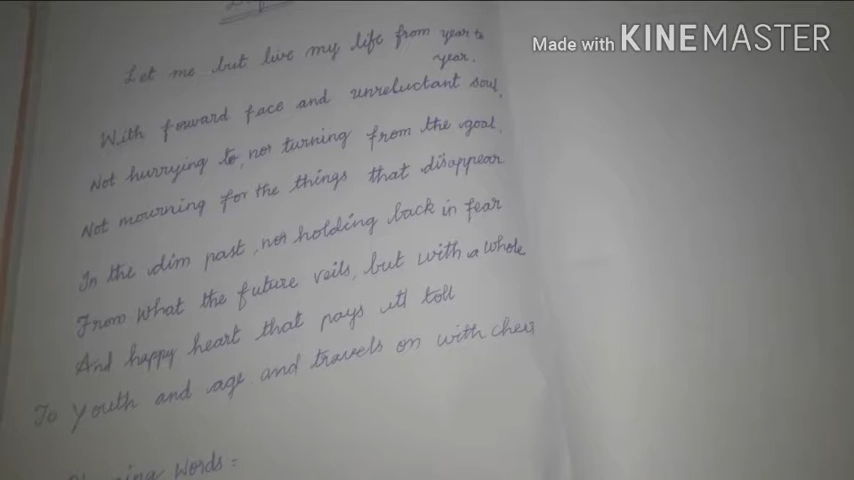 Let me but live my life from year to
year.
With forward face and unreluctant soul.
Not hurrying to, nor turning from the goal.
Not mourning for the things that disappear
In the dim past, nor holding back in fear
From what the future veils, but with a whole
And happy heart that pays its toll
To Youth and age and travels on with cheer
Words =
Made with KINEMASTER